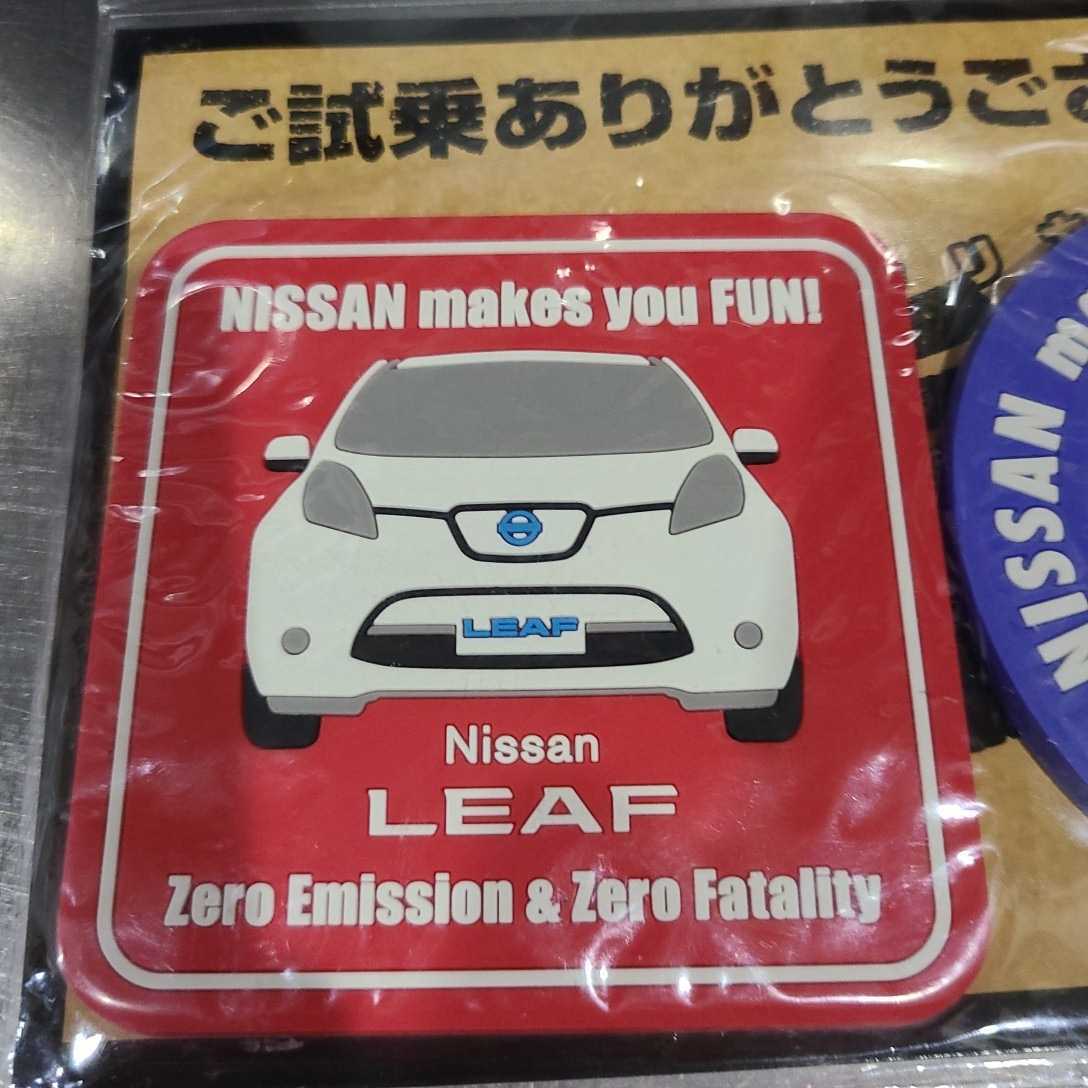 ご試乗ありがとうござ
NISSAN makes you FUN!
LEAF
Nissan
LEAF
Zero Emission & Zero Fatality
NISSAN m